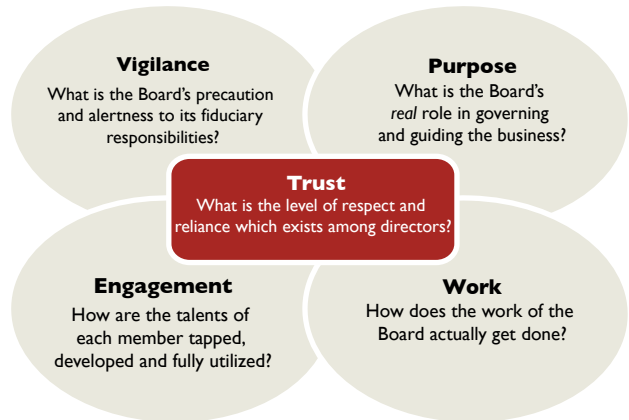 Vigilance
What is the Board's precaution
and alertness to its fiduciary
responsibilities?
Purpose
What is the Board's
real role in governing
and guiding the business?
Trust
What is the level of respect and
reliance which exists among directors?
Engagement
How are the talents of
each member tapped,
developed and fully utilized?
Work
How does the work of the
Board actually get done?